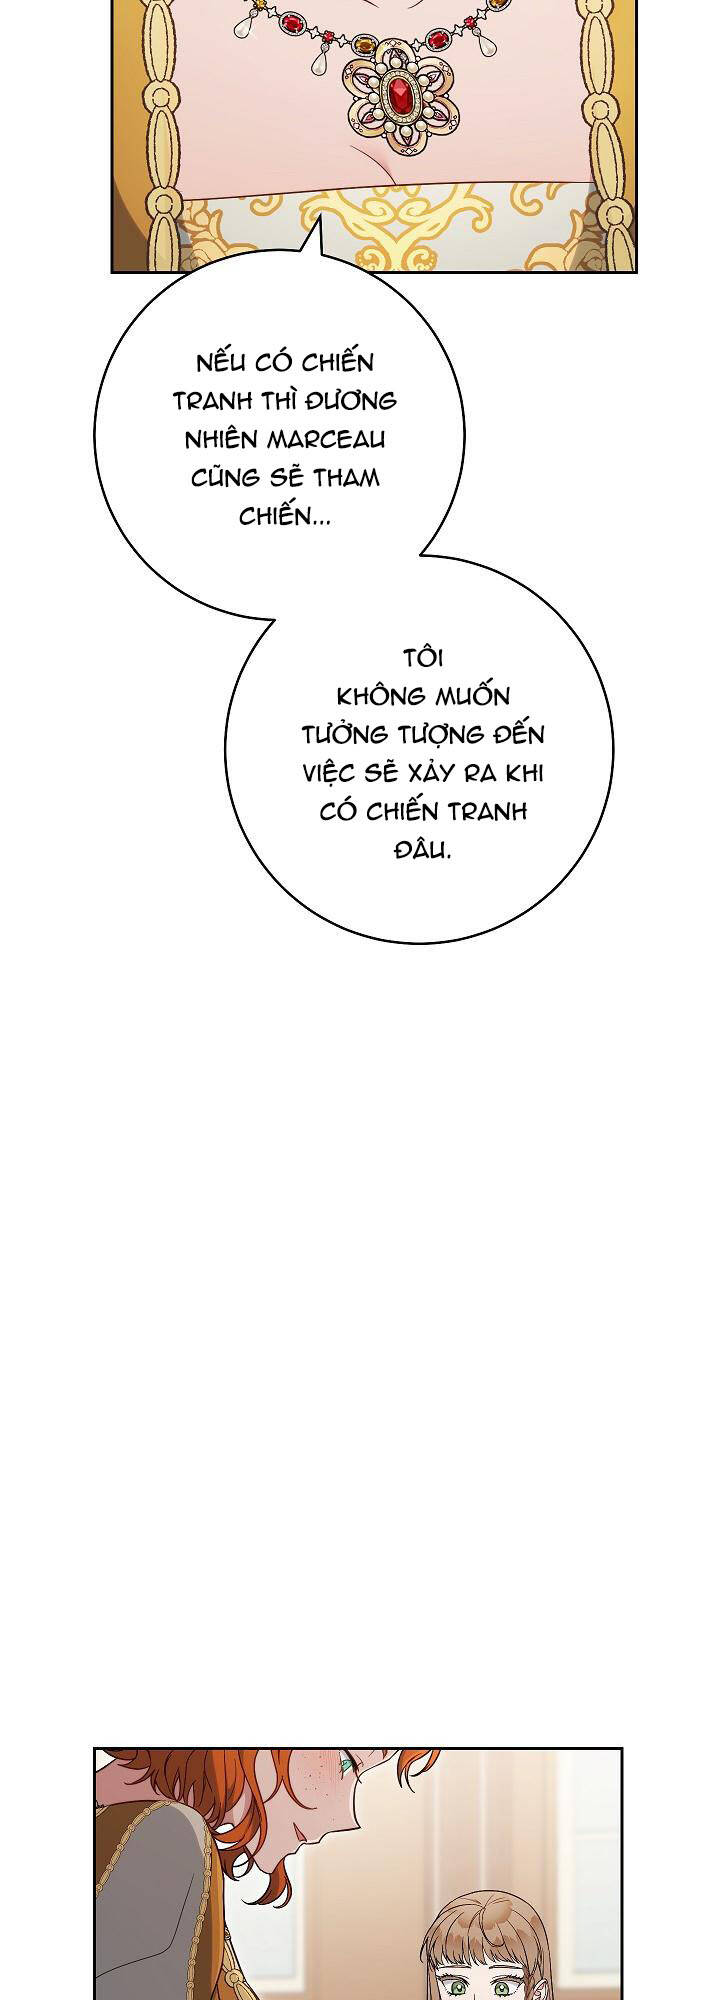 NẾU CÓ CHIẾN
TRANH THÌ ĐƯƠNG
NHIÊN MARCEAU
CŨNG SẼ THAM
CHIẾN...
TÔI
KHÔNG MUỐN
TƯỞNG TƯỢNG ĐẾN
VIỆC SẼ XẢY RA KHI
CÓ CHIẾN TRANH
ĐÂU.